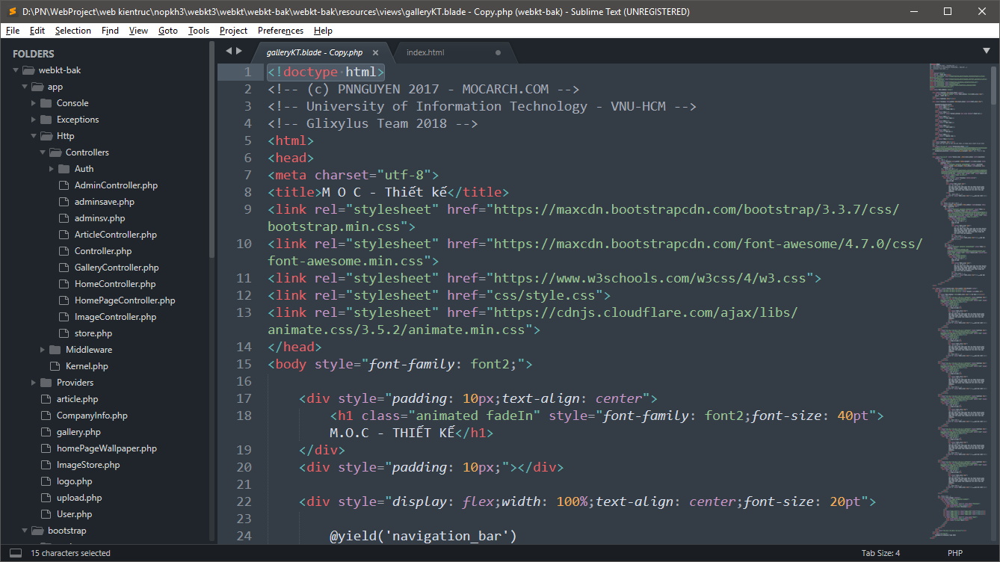 D:\PN\WebProject\web kientruc\nopkh3\webkt3\webkt\webkt-bak\webkt-bak\resources\views\galleryKT.blade - Copy.php (webkt-bak) - Sublime Text (UNREGISTERED)
File Edit Selection Find View Goto Tools Project Preferences Help
FOLDERS
webkt-bak
app
Console
Exceptions
Http
Controllers
Auth
AdminController.php
adminsave.php
adminsv.php
ArticleController.php
Controller.php
GalleryController.php
HomeController.php
HomePageController.php
ImageController.php
store.php
Middleware
Kernel.php
Providers
article.php
CompanyInfo.php
gallery.php
homePageWallpaper.php
ImageStore.php
logo.php
upload.php
User.php
bootstrap
galleryKT.blade - Copy.php index.html
1 <!doctype html>
2 <!-- (c) PNNGUYEN 2017 - MOCARCH.COM -->
3 <!-- University of Information Technology - VNU-HCM -->
4 <!-- Glixylus Team 2018 -->
5 <html>
6 <head>
7 <meta charset="utf-8">
8 <title>M O C - Thiết kế</title>
9 <link rel="stylesheet" href="https://maxcdn.bootstrapcdn.com/bootstrap/3.3.7/css/
bootstrap.min.css">
10 <link rel="stylesheet" href="https://maxcdn.bootstrapcdn.com/font-awesome/4.7.0/css/
font-awesome.min.css">
11 <link rel="stylesheet" href="https://www.w3schools.com/w3css/4/w3.css">
12 <link rel="stylesheet" href="css/style.css">
13 <link rel="stylesheet" href="https://cdnjs.cloudflare.com/ajax/libs/
animate.css/3.5.2/animate.min.css">
14 </head>
15 <body style="font-family: font2;">
16
17 <div style="padding: 10px;text-align: center">
18 <h1 class="animated fadeIn" style="font-family: font2;font-size: 40pt">
M.O.C - THIẾT KẾ</h1>
19 </div>
20 <div style="padding: 10px;"></div>
21
22 <div style="display: flex;width: 100%;text-align: center;font-size: 20pt">
23
24 @yield('navigation_bar')
15 characters selected Tab Size: 4 PHP